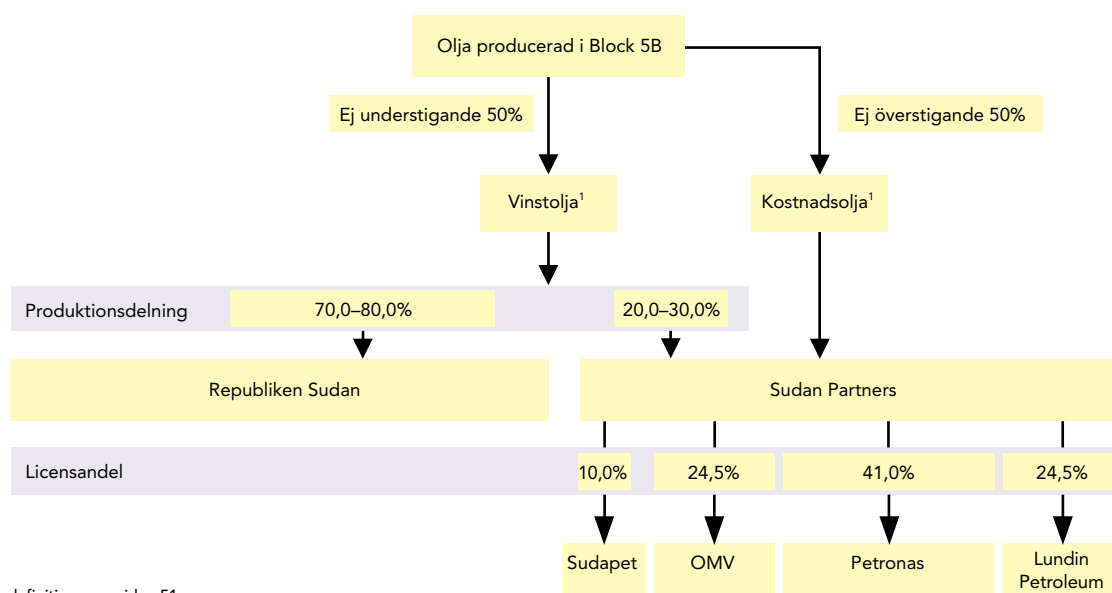 Olja producerad i Block 5B
Ej understigande 50%
Ej överstigande 50%
Vinstolja¹
Kostnadsolja¹
Produktionsdelning
70,0–80,0%
20,0–30,0%
Republiken Sudan
Sudan Partners
Licensandel
10,0%
24,5%
41,0%
24,5%
Sudapet
OMV
Petronas
Lundin
Petroleum